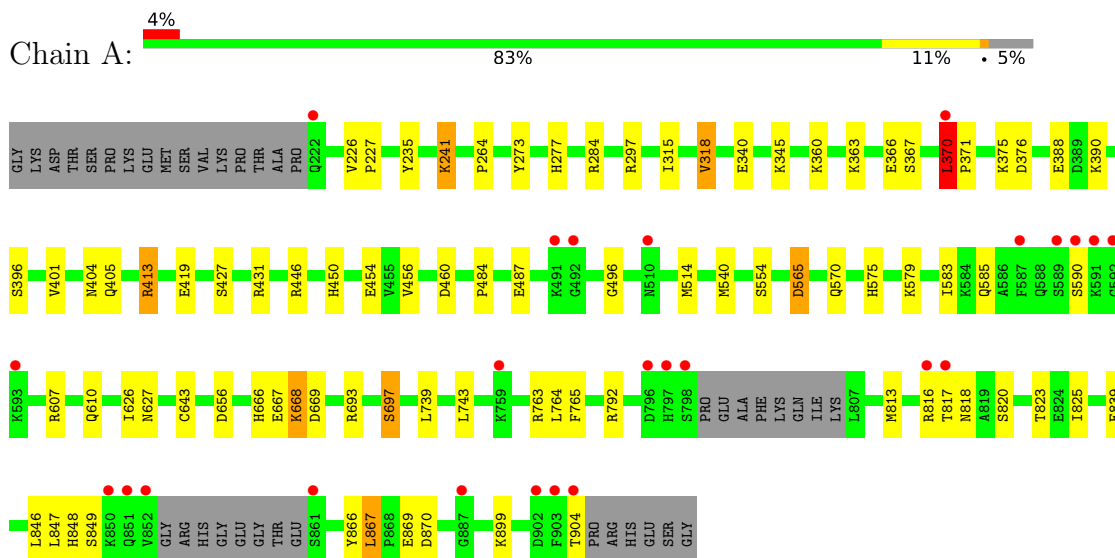 4%
Chain A:
83% 11% • 5%
GLY LYS ASP THR SER PRO LYS GLU MET SER VAL LYS PRO THR ALA PRO Q222 V226 P227 Y235 K241 P264 Y273 H277 R284 R297 I315 V318 E340 K345 K360 K363 E366 S367 L370 P371 K375 D376 E388 D389 K390
S396 V401 N404 Q405 R413 E419 S427 R431 R446 H450 E454 V455 V456 D460 P484 E487 K491 G492 G496 N510 M514 M540 S554 D565 Q570 H575 K579 I583 K584 Q585 A586 F587 Q588 S589 S590 K591 G592
K593 R607 Q610 I626 N627 C643 D656 H666 E667 K668 D669 R693 S697 L739 L743 K759 R763 L764 F765 R792 D796 H797 S798 PRO GLU ALA PHE LYS GLN ILE LYS L807 M813 R816 T817 N818 A819 S820 T823 E824 I825
L846 L847 H848 S849 K850 Q851 V852 GLY ARG HIS GLY GLU GLY THR GLU S861 Y866 L867 P868 E869 D870 G887 K899 D902 F903 T904 PRO ARG HIS GLU SER GLY